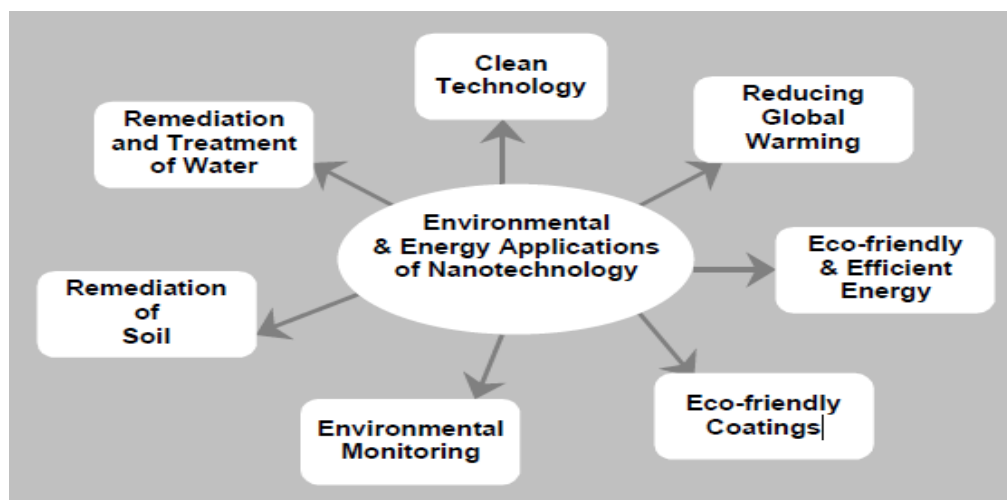 Clean
Technology
Reducing
Global
Warming
Remediation
and Treatment
of Water
Environmental
& Energy Applications
of Nanotechnology
Eco-friendly
& Efficient
Energy
Remediation
of
Soil
Eco-friendly
Coatings
Environmental
Monitoring